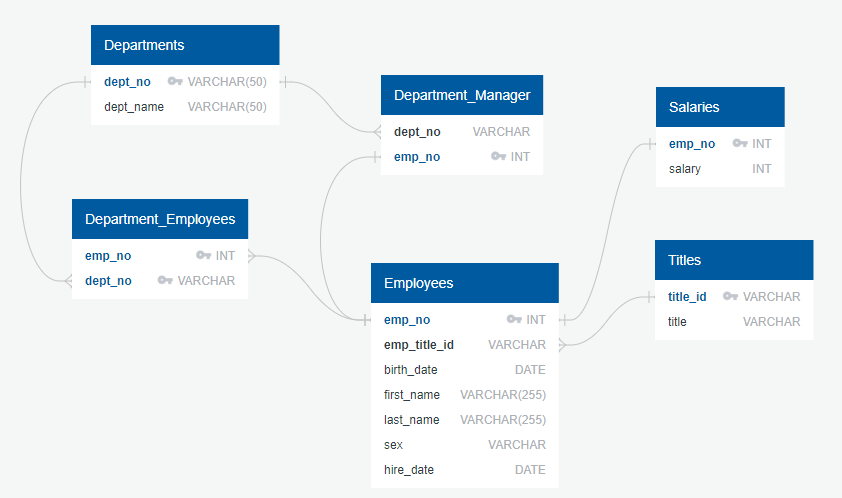 Departments
dept_no VARCHAR(50)
dept_name VARCHAR(50)
Department_Manager
dept_no VARCHAR
emp_no INT
Salaries
emp_no INT
salary INT
Department_Employees
emp_no INT
dept_no VARCHAR
Employees
emp_no INT
emp_title_id VARCHAR
birth_date DATE
first_name VARCHAR(255)
last_name VARCHAR(255)
sex VARCHAR
hire_date DATE
Titles
title_id VARCHAR
title VARCHAR